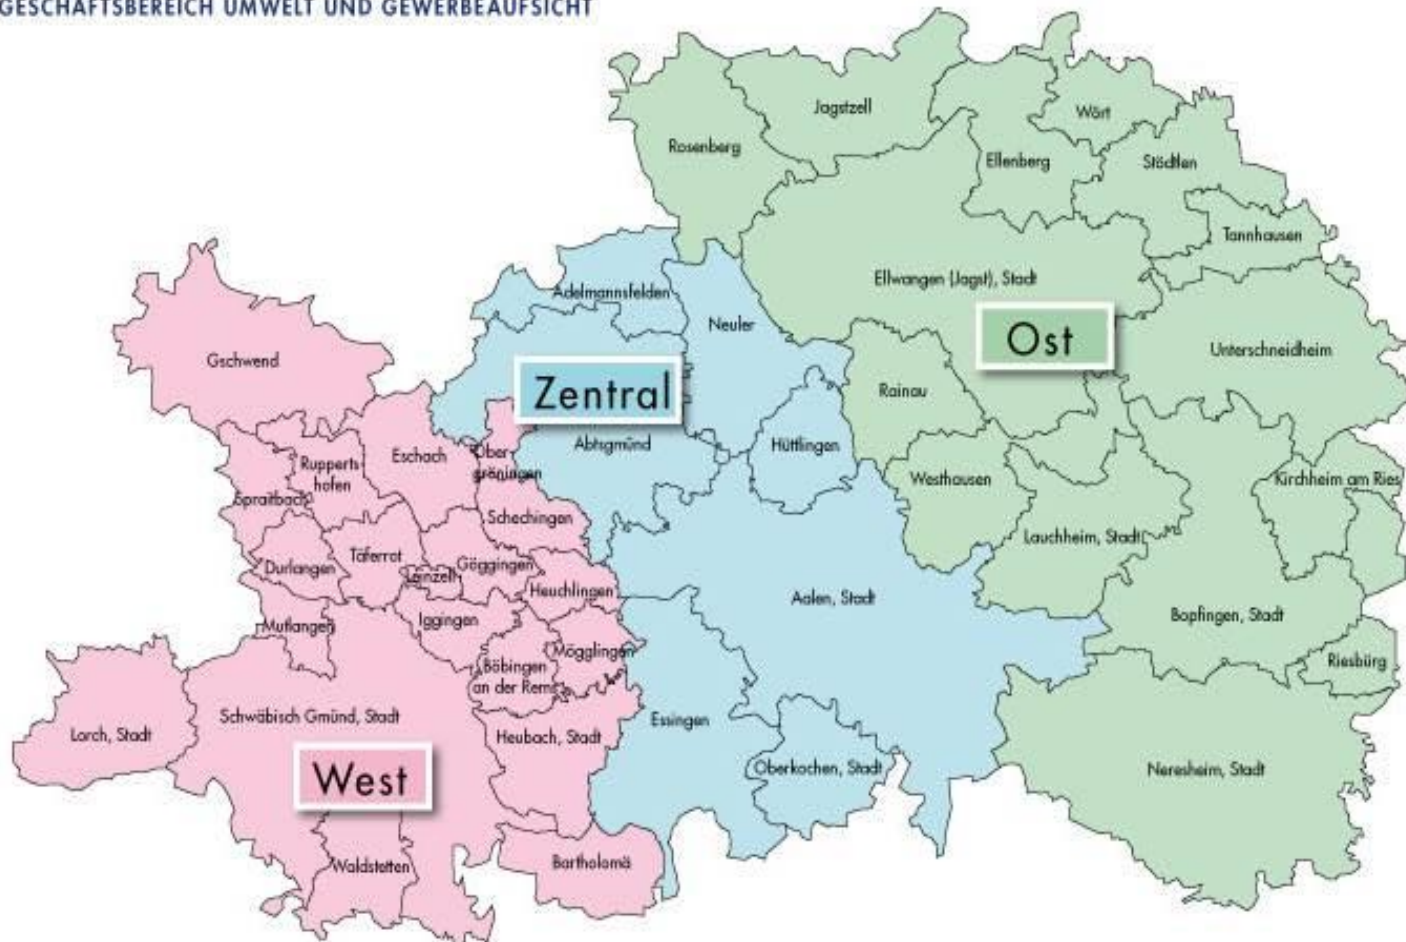 GESCHÄFTSBEREICH UMWELT UND GEWERBEAUFSICHT
Jagstzell
Wört
Rosenberg
Ellenberg
Stödtlen
Tannhausen
Ellwangen (Jagst), Stadt
Adelmannsfelden
Neuler
Ost
Unterschneidheim
Gschwend
Zentral
Rainau
Abtsgmünd
Hüttlingen
Eschach
Ober
gröningen
Rupperts
hofen
Westhausen
Kirchheim am Ries
Spraitbach
Schechingen
Lauchheim, Stadt
Täferrot
Durlangen
Göggingen
Leinzell
Heuchlingen
Aalen, Stadt
Iggingen
Bopfingen, Stadt
Mutlangen
Mögglingen
Böbingen
an der Rems
Riesbürg
Schwäbisch Gmünd, Stadt
Essingen
Lorch, Stadt
Heubach, Stadt
Oberkochen, Stadt
Neresheim, Stadt
West
Bartholomä
Waldstetten